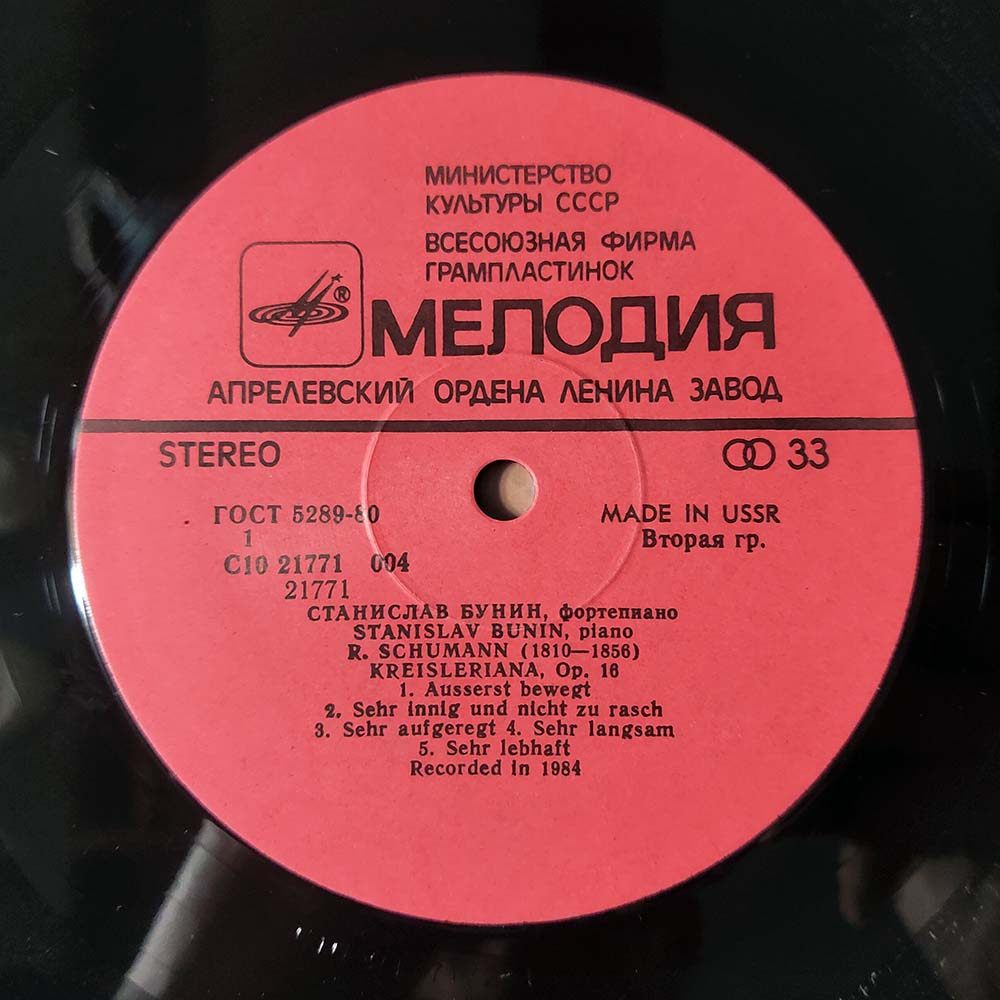 МИНИСТЕРСТВО
КУЛЬТУРЫ СССР
ВСЕСОЮЗНАЯ ФИРМА
ГРАМПЛАСТИНОК
®
МЕЛОДИЯ
АПРЕЛЕВСКИЙ ОРДЕНА ЛЕНИНА ЗАВОД
STEREO 33
ГОСТ 5289-80 MADE IN USSR
1 Вторая гр.
С10 21771 004
21771
СТАНИСЛАВ БУНИН, фортепиано
STANISLAV BUNIN, piano
R. SCHUMANN (1810—1856)
KREISLERIANA, Op. 16
1. Ausserst bewegt
2. Sehr innig und nicht zu rasch
3. Sehr aufgeregt 4. Sehr langsam
5. Sehr lebhaft
Recorded in 1984